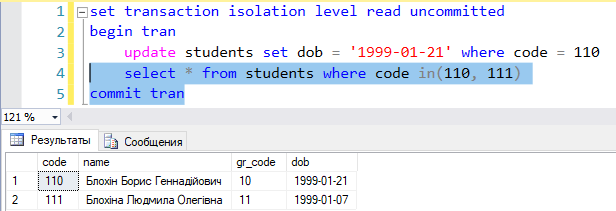 1 set transaction isolation level read uncommitted
2 begin tran
3 update students set dob = '1999-01-21' where code = 110
4 select * from students where code in(110, 111)
5 commit tran
121 %
Результаты Сообщения
code name gr_code dob
1 110 Блохін Борис Геннадійович 10 1999-01-21
2 111 Блохіна Людмила Олегівна 11 1999-01-07